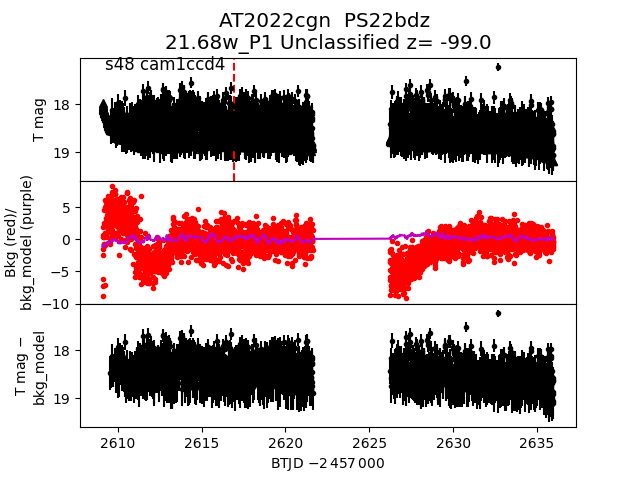 AT2022cgn  PS22bdz
21.68w_P1 Unclassified z= -99.0
s48 cam1ccd4
T mag
18
19
Bkg (red)/
bkg_model (purple)
5
0
−5
−10
T mag −
bkg_model
18
19
2610
2615
2620
2625
2630
2635
BTJD −2 457 000